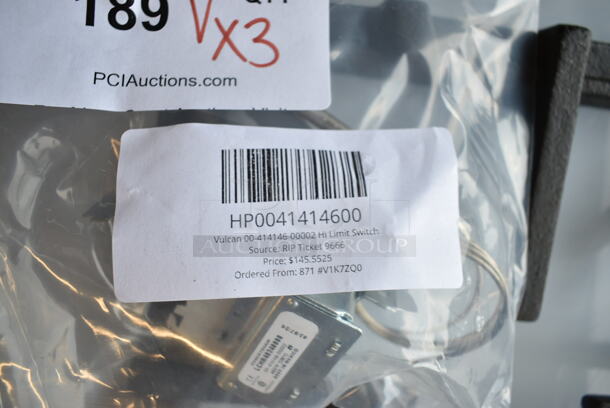 189
VX3
PCIAuctions.com
HP0041414600
Vulcan 00-414146-00002 Hi Limit Switch
Source: RIP Ticket 9666
Price: $145.5525
Ordered From: 871 #V1K7ZQ0